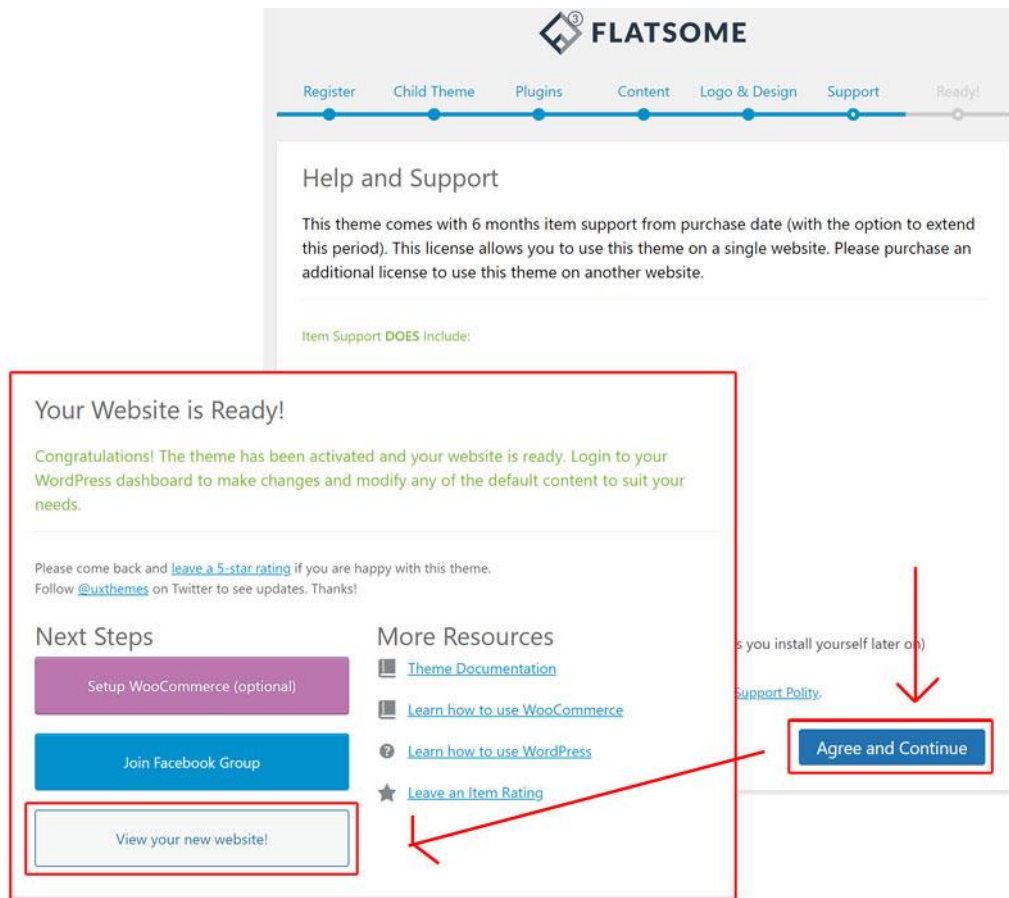 3
FLATSOME
Register Child Theme Plugins Content Logo & Design Support Ready!
Help and Support
This theme comes with 6 months item support from purchase date (with the option to extend
this period). This license allows you to use this theme on a single website. Please purchase an
additional license to use this theme on another website.
Item Support DOES Include:
s you install yourself later on)
Support Polity.
Agree and Continue
Your Website is Ready!
Congratulations! The theme has been activated and your website is ready. Login to your
WordPress dashboard to make changes and modify any of the default content to suit your
needs.
Please come back and leave a 5-star rating if you are happy with this theme.
Follow @uxthemes on Twitter to see updates. Thanks!
Next Steps
Setup WooCommerce (optional)
Join Facebook Group
View your new website!
More Resources
Theme Documentation
Learn how to use WooCommerce
Learn how to use WordPress
Leave an Item Rating